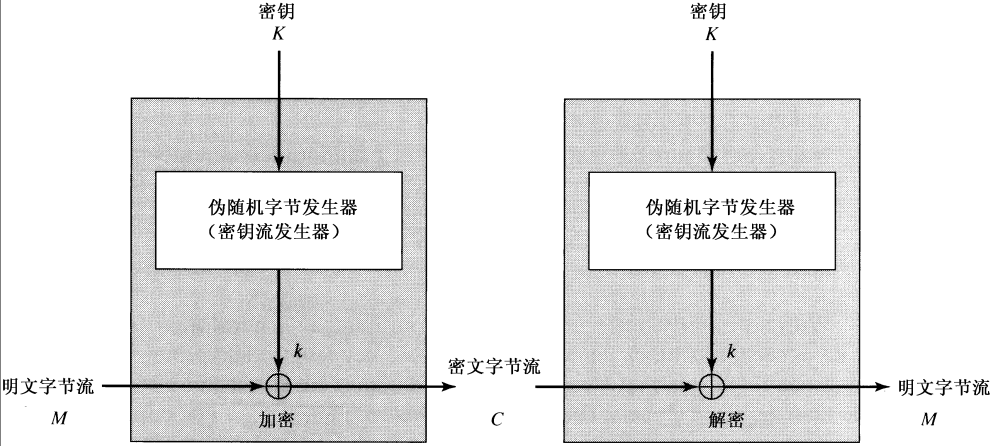 密钥
K
伪随机字节发生器
（密钥流发生器）
k
明文字节流
M
加密
密文字节流
C
密钥
K
伪随机字节发生器
（密钥流发生器）
k
解密
明文字节流
M